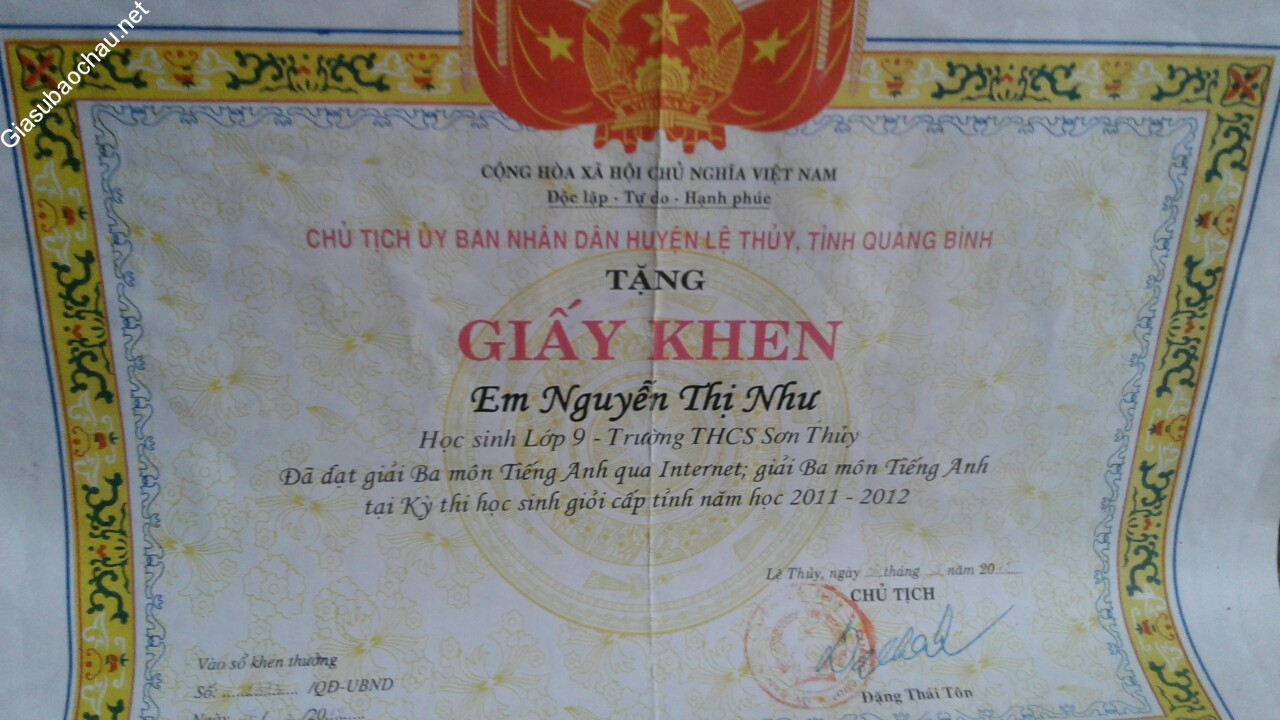 Giasubaochau.net
CỘNG HÒA XÃ HỘI CHỦ NGHĨA VIỆT NAM
Độc lập - Tự do - Hạnh phúc
CHỦ TỊCH ỦY BAN NHÂN DÂN HUYỆN LỆ THỦY, TỈNH QUẢNG BÌNH
TẶNG
GIẤY KHEN
Em Nguyễn Thị Như
Học sinh Lớp 9 - Trường THCS Sơn Thủy
Đã đạt giải Ba môn Tiếng Anh qua Internet; giải Ba môn Tiếng Anh
tại Kỳ thi học sinh giỏi cấp tỉnh năm học 2011 - 2012
Lệ Thủy, ngày tháng năm 20
CHỦ TỊCH
Vào sổ khen thưởng
Số: /QĐ-UBND
Đặng Thái Tôn
Ngày / /20